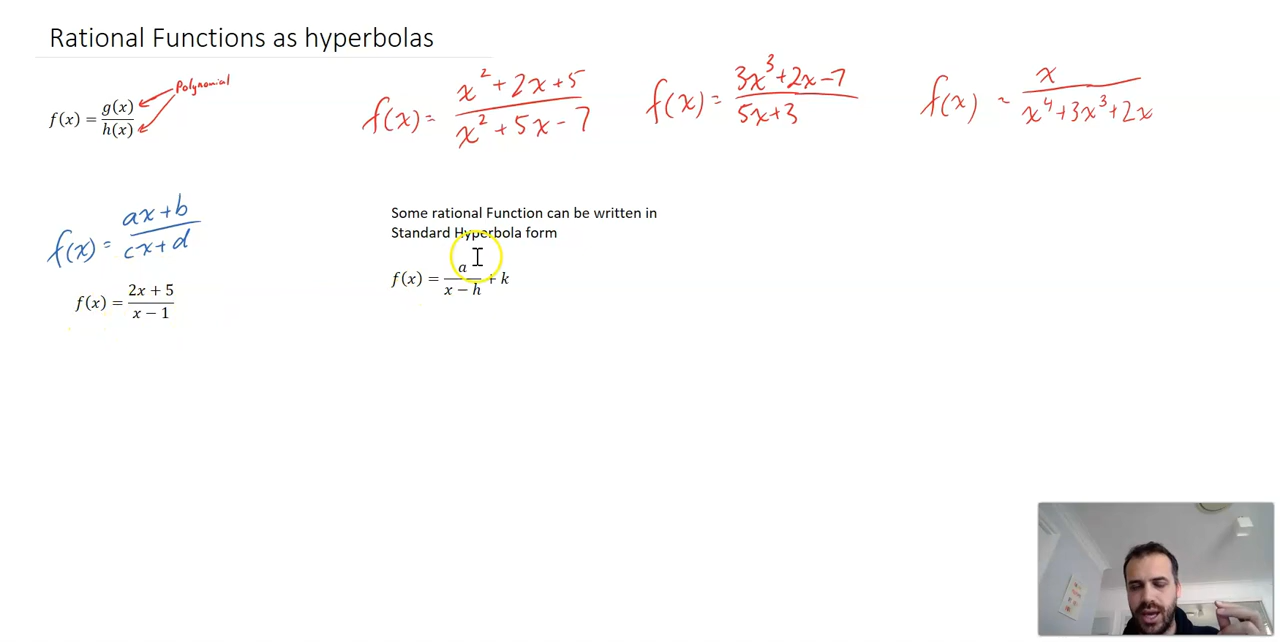 Rational Functions as hyperbolas
Polynomial
f(x) = g(x)/h(x)
f(x) = (x² + 2x + 5)/(x² + 5x - 7)
f(x) = (3x³ + 2x - 7)/(5x + 3)
f(x) = x/(x⁴ + 3x³ + 2x)
f(x) = (ax + b)/(cx + d)
f(x) = (2x + 5)/(x − 1)
Some rational Function can be written in
Standard Hyperbola form
f(x) = a/(x − h) + k